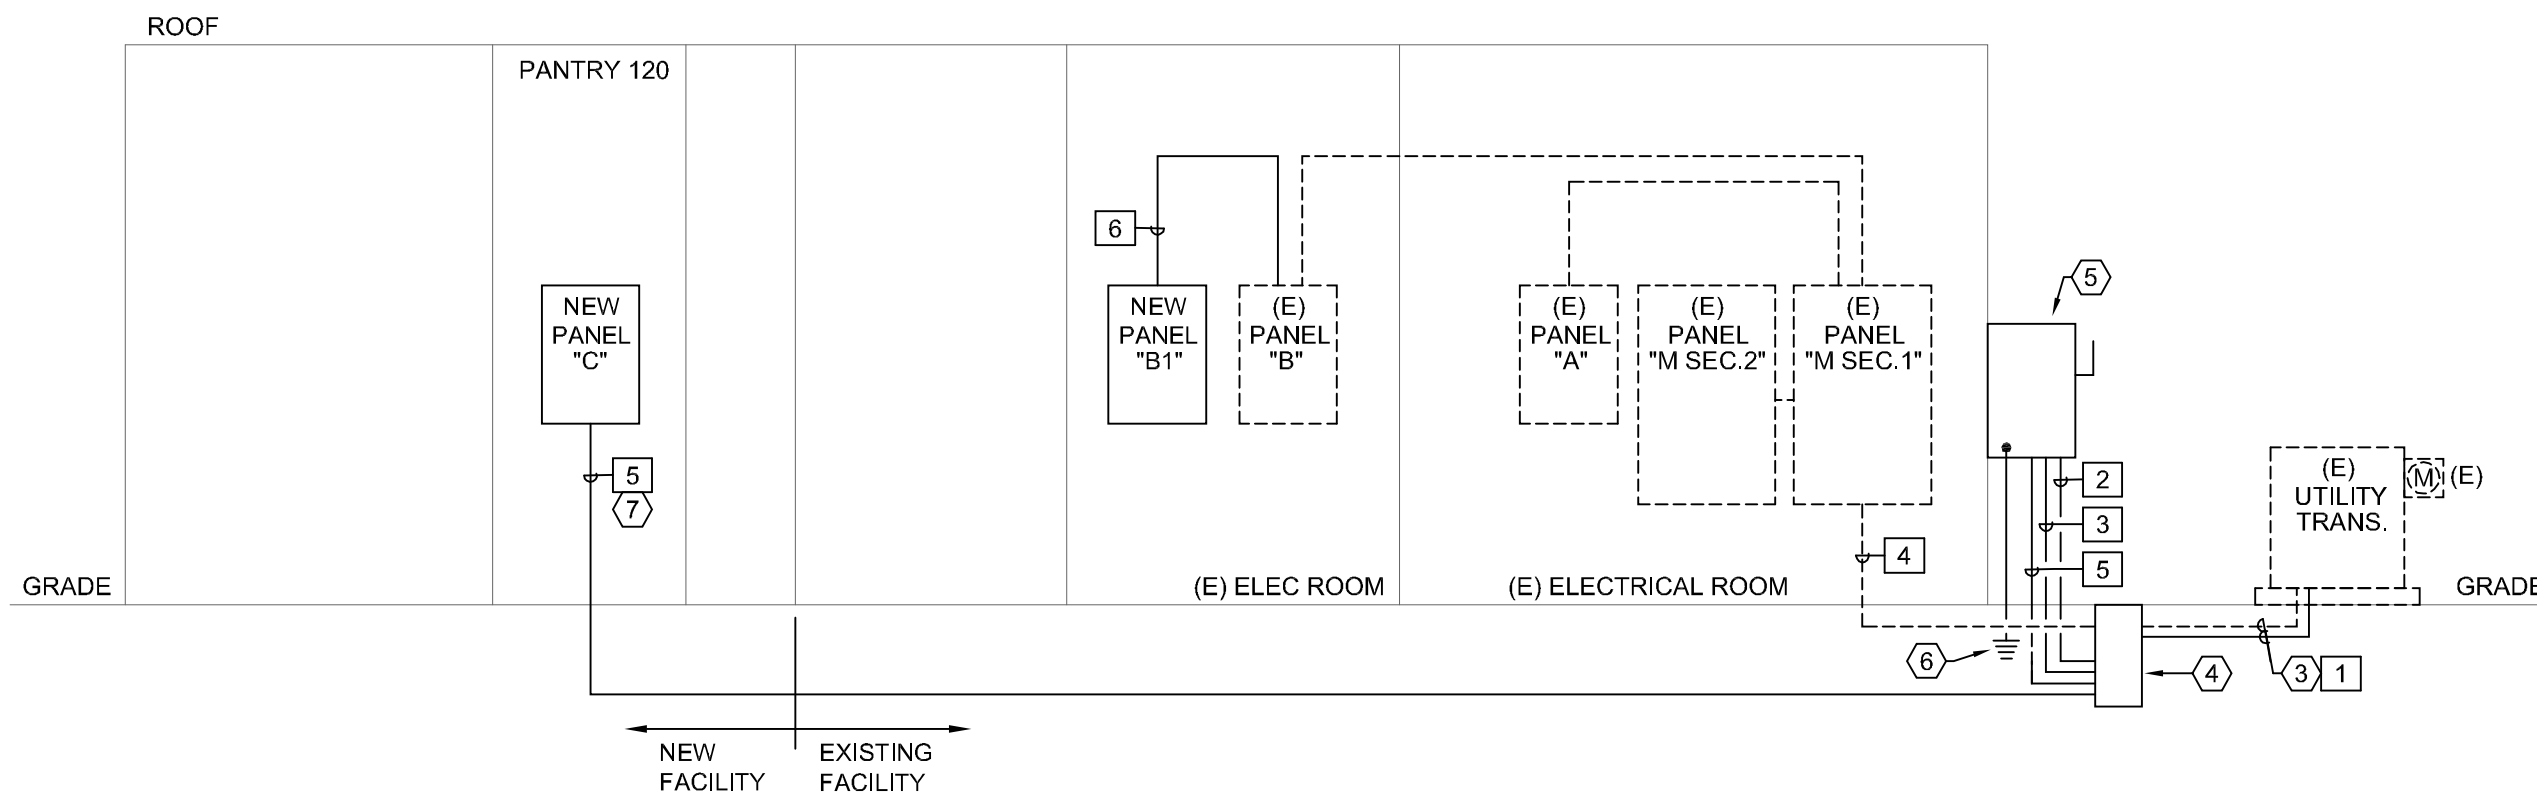 ROOF
PANTRY 120
6
5
NEW
PANEL
"C"
NEW
PANEL
"B1"
(E)
PANEL
"B"
(E)
PANEL
"A"
(E)
PANEL
"M SEC.2"
(E)
PANEL
"M SEC.1"
5
7
2
3
5
4
(E)
UTILITY
TRANS.
M
(E)
GRADE
(E) ELEC ROOM
(E) ELECTRICAL ROOM
GRADE
6
4
3
1
NEW
FACILITY
EXISTING
FACILITY